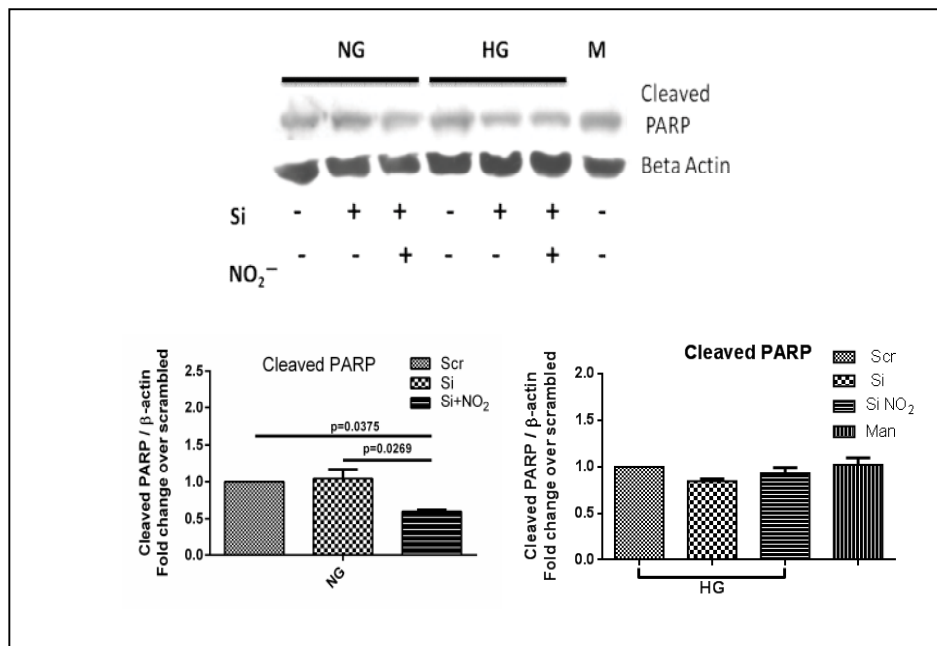 NG HG M
Cleaved
PARP
Beta Actin
Si - + + - + + -
NO₂⁻ - - + - - + -
Cleaved PARP
Scr
Si
Si+NO₂
Cleaved PARP / β-actin
Fold change over scrambled
2.5
2.0
1.5
1.0
0.5
0.0
p=0.0375
p=0.0269
NG
Cleaved PARP
Scr
Si
Si NO₂
Man
Cleaved PARP / β-actin
Fold change over scrambled
2.0
1.5
1.0
0.5
0.0
HG